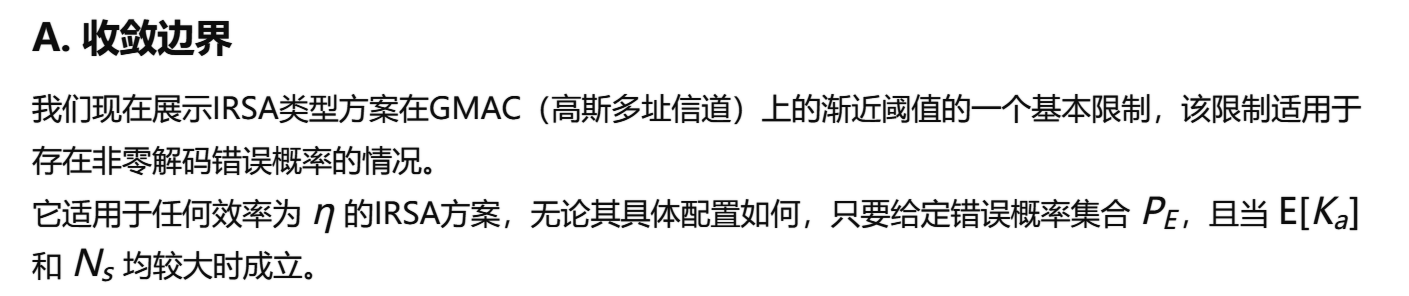 A. 收敛边界
我们现在展示IRSA类型方案在GMAC（高斯多址信道）上的渐近阈值的一个基本限制，该限制适用于
存在非零解码错误概率的情况。
它适用于任何效率为 η 的IRSA方案，无论其具体配置如何，只要给定错误概率集合 P_E，且当 E[K_a]
和 N_s 均较大时成立。